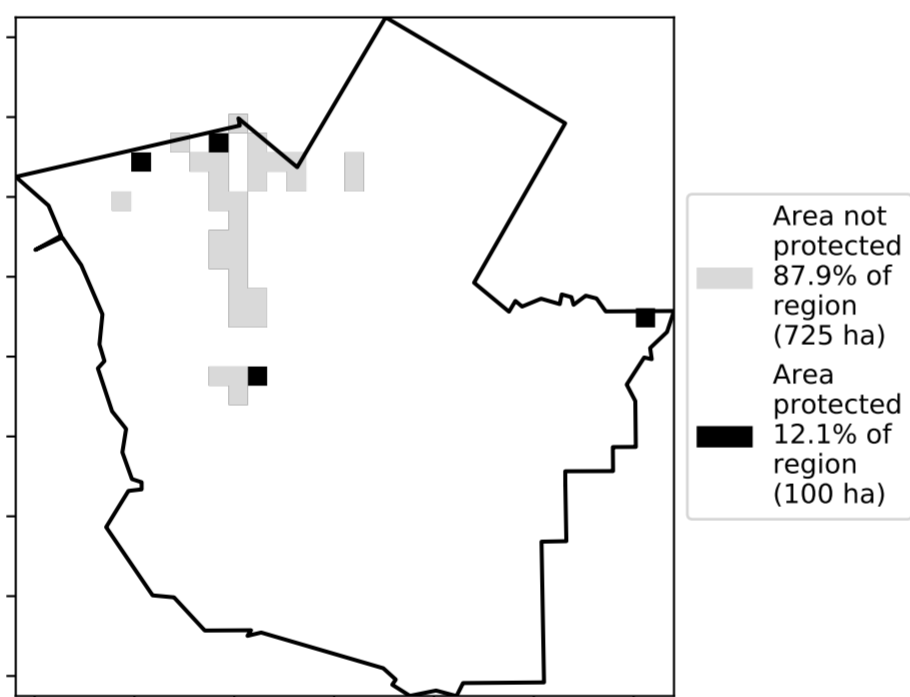 Area not
protected
87.9% of
region
(725 ha)
Area
protected
12.1% of
region
(100 ha)